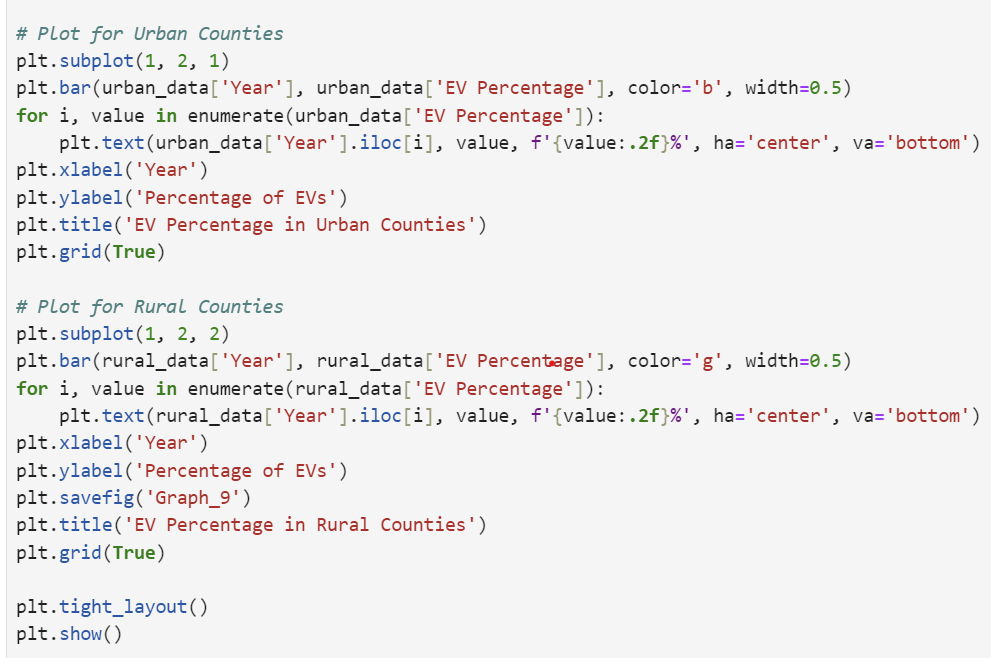 # Plot for Urban Counties
plt.subplot(1, 2, 1)
plt.bar(urban_data['Year'], urban_data['EV Percentage'], color='b', width=0.5)
for i, value in enumerate(urban_data['EV Percentage']):
    plt.text(urban_data['Year'].iloc[i], value, f'{value:.2f}%', ha='center', va='bottom')
plt.xlabel('Year')
plt.ylabel('Percentage of EVs')
plt.title('EV Percentage in Urban Counties')
plt.grid(True)

# Plot for Rural Counties
plt.subplot(1, 2, 2)
plt.bar(rural_data['Year'], rural_data['EV Percentage'], color='g', width=0.5)
for i, value in enumerate(rural_data['EV Percentage']):
    plt.text(rural_data['Year'].iloc[i], value, f'{value:.2f}%', ha='center', va='bottom')
plt.xlabel('Year')
plt.ylabel('Percentage of EVs')
plt.savefig('Graph_9')
plt.title('EV Percentage in Rural Counties')
plt.grid(True)

plt.tight_layout()
plt.show()